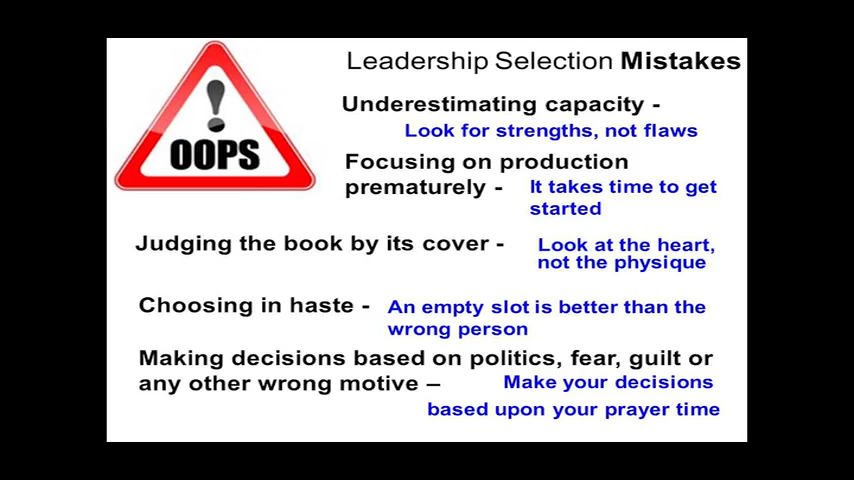 OOPS
Leadership Selection Mistakes
Underestimating capacity -
Look for strengths, not flaws
Focusing on production
prematurely - It takes time to get
started
Judging the book by its cover - Look at the heart,
not the physique
Choosing in haste - An empty slot is better than the
wrong person
Making decisions based on politics, fear, guilt or
any other wrong motive – Make your decisions
based upon your prayer time